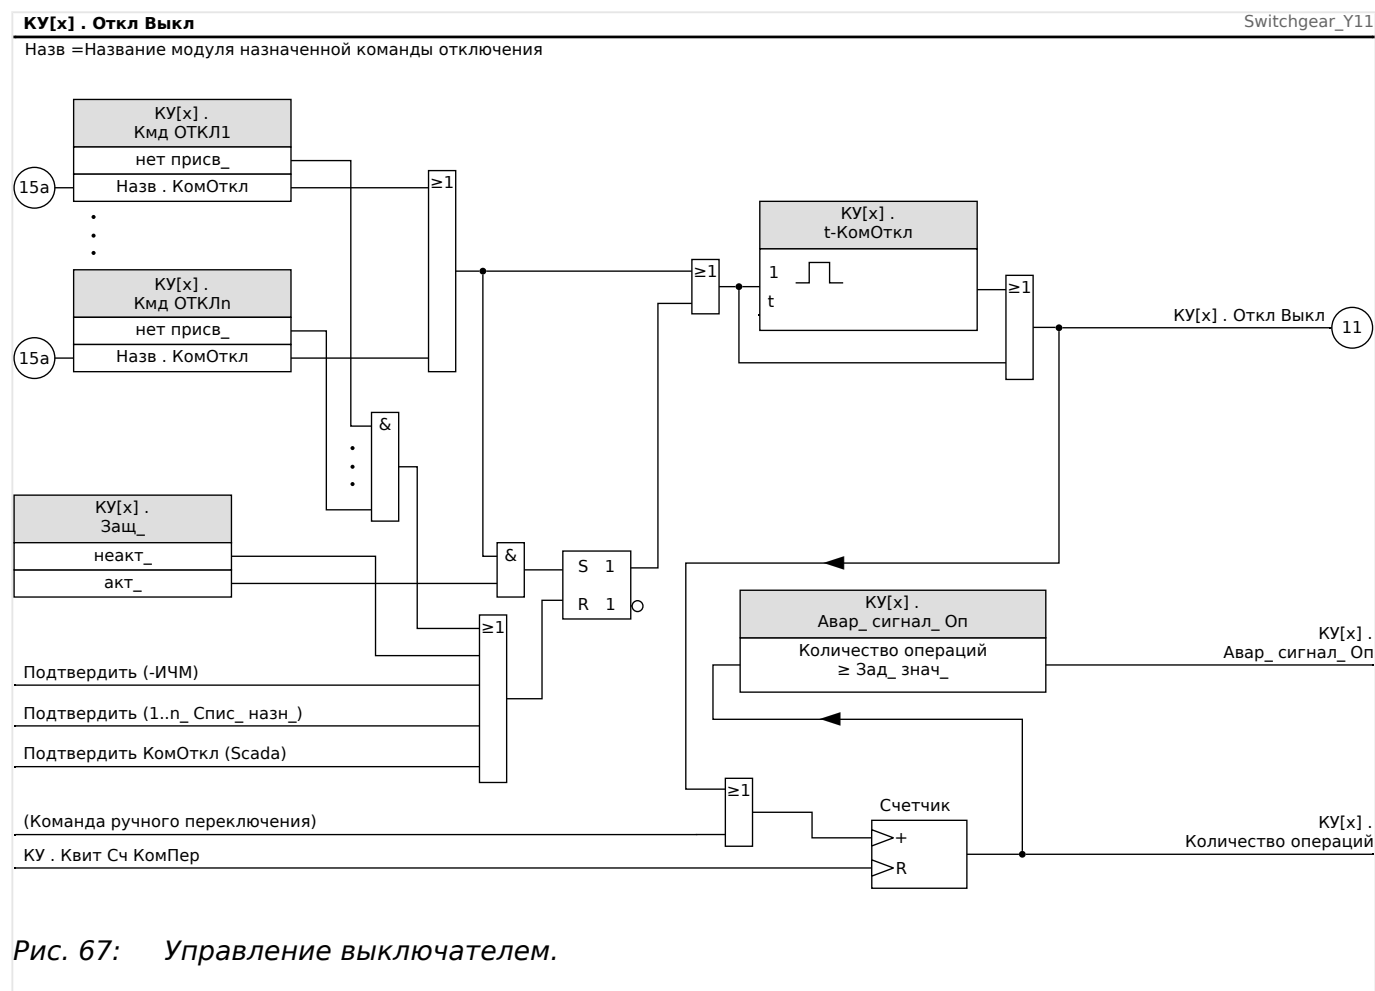 КУ[x] . Откл Выкл
Switchgear_Y11
Назв =Название модуля назначенной команды отключения
КУ[x] .
Кмд ОТКЛ1
нет присв_
15a
Назв . КомОткл
≥1
КУ[x] .
t-КомОткл
1
t
≥1
≥1
КУ[x] .
Кмд ОТКЛn
нет присв_
15a
Назв . КомОткл
КУ[x] . Откл Выкл
11
&
КУ[x] .
Защ_
неакт_
акт_
&
S 1
R 1
≥1
КУ[x] .
Авар_ сигнал_ Оп
Количество операций
≥ Зад_ знач_
КУ[x] .
Авар_ сигнал_ Оп
Подтвердить (-ИЧМ)
Подтвердить (1..n_ Спис_ назн_)
Подтвердить КомОткл (Scada)
≥1
(Команда ручного переключения)
КУ . Квит Сч КомПер
Счетчик
+
R
КУ[x] .
Количество операций
Рис. 67: Управление выключателем.